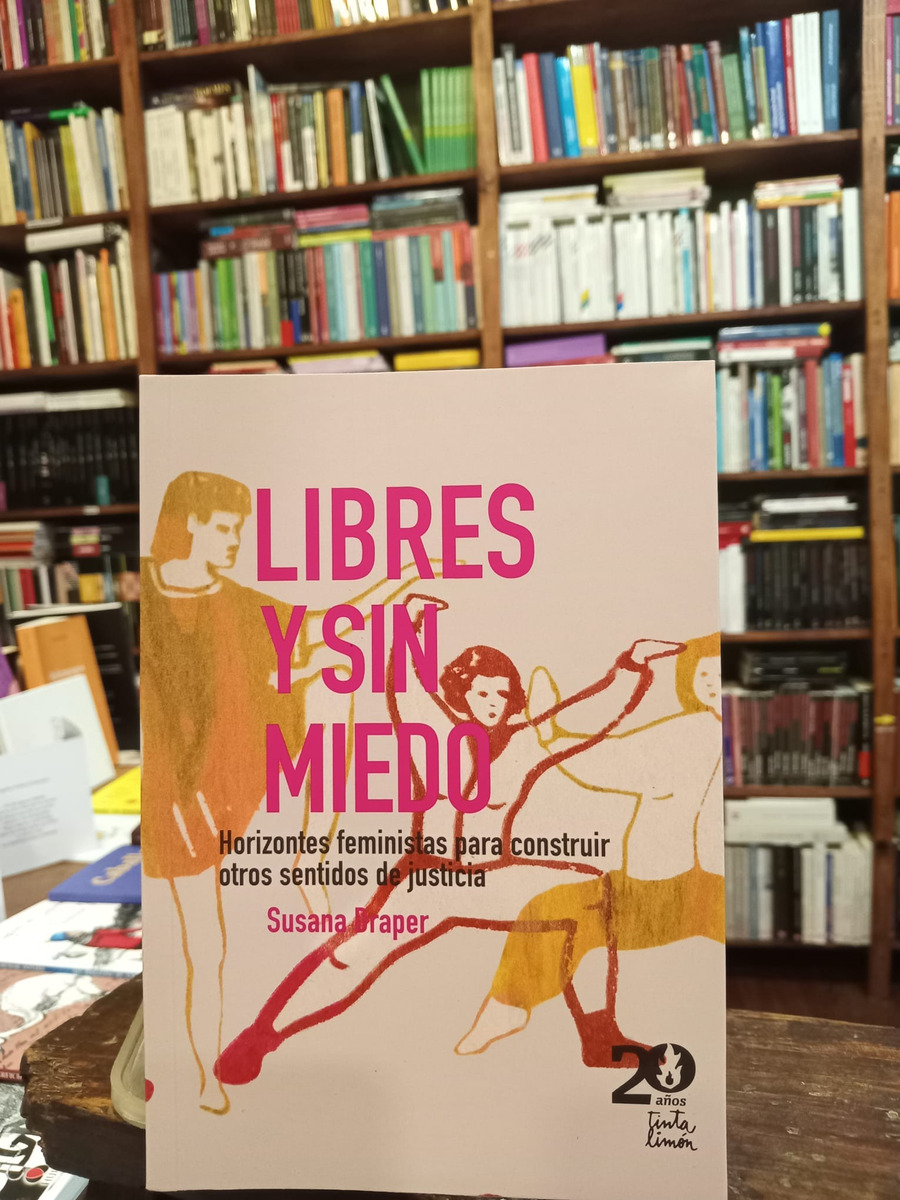 LIBRES
Y SIN
MIEDO
Horizontes feministas para construir
otros sentidos de justicia
Susana Draper
20
años
tinta
limón